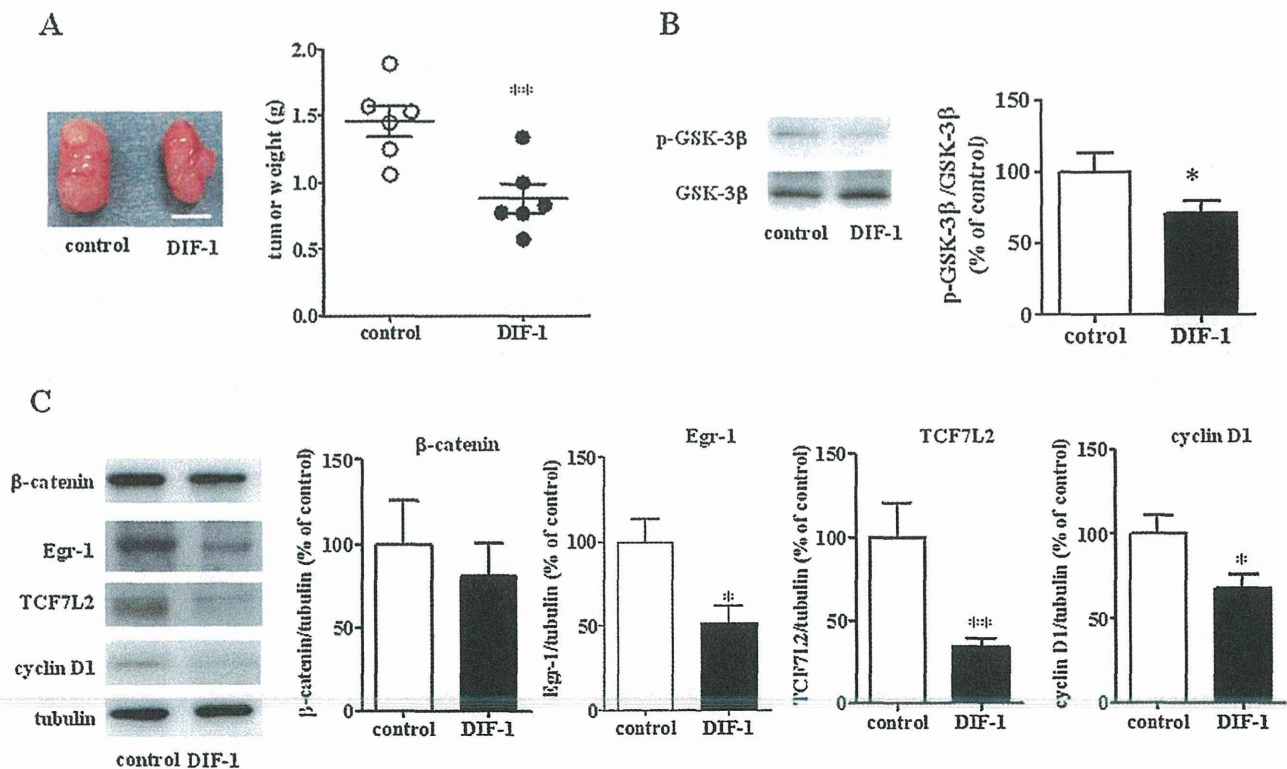 A
2.0
1.5
1.0
0.5
0.0
tumor weight (g)
**
control
DIF-1
control
DIF-1
B
p-GSK-3β
GSK-3β
control
DIF-1
p-GSK-3β /GSK-3β
(% of control)
150
100
50
0
*
cotrol
DIF-1
C
β-catenin
Egr-1
TCF7L2
cyclin D1
tubulin
control DIF-1
β-catenin
β-catenin/tubulin (% of control)
150
100
50
0
control
DIF-1
Egr-1
Egr-1/tubulin (% of control)
150
100
50
0
*
control
DIF-1
TCF7L2
TCF7L2/tubulin (% of control)
150
100
50
0
**
control
DIF-1
cyclin D1
cyclin D1/tubulin (% of control)
150
100
50
0
*
control
DIF-1